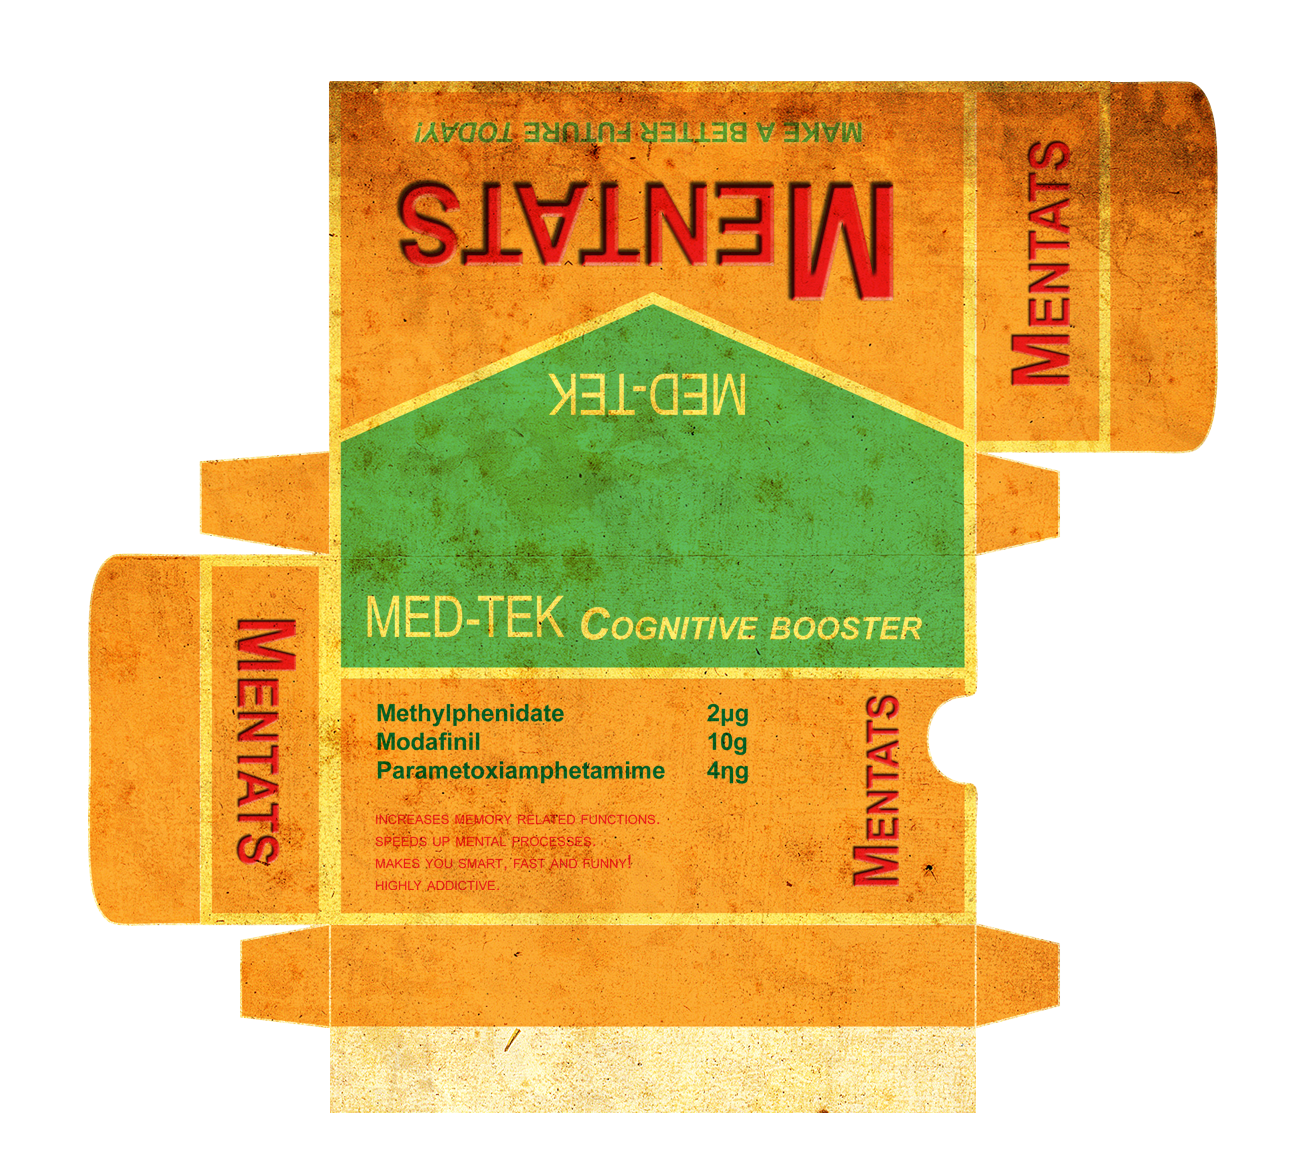 MAKE A BETTER FUTURE TODAY!
MENTATS
MENTATS
MED-TEK
MED-TEK COGNITIVE BOOSTER
MENTATS
Methylphenidate 2µg
Modafinil 10g
Parametoxiamphetamime 4ηg
MENTATS
INCREASES MEMORY RELATED FUNCTIONS.
SPEEDS UP MENTAL PROCESSES.
MAKES YOU SMART, FAST AND FUNNY!
HIGHLY ADDICTIVE.